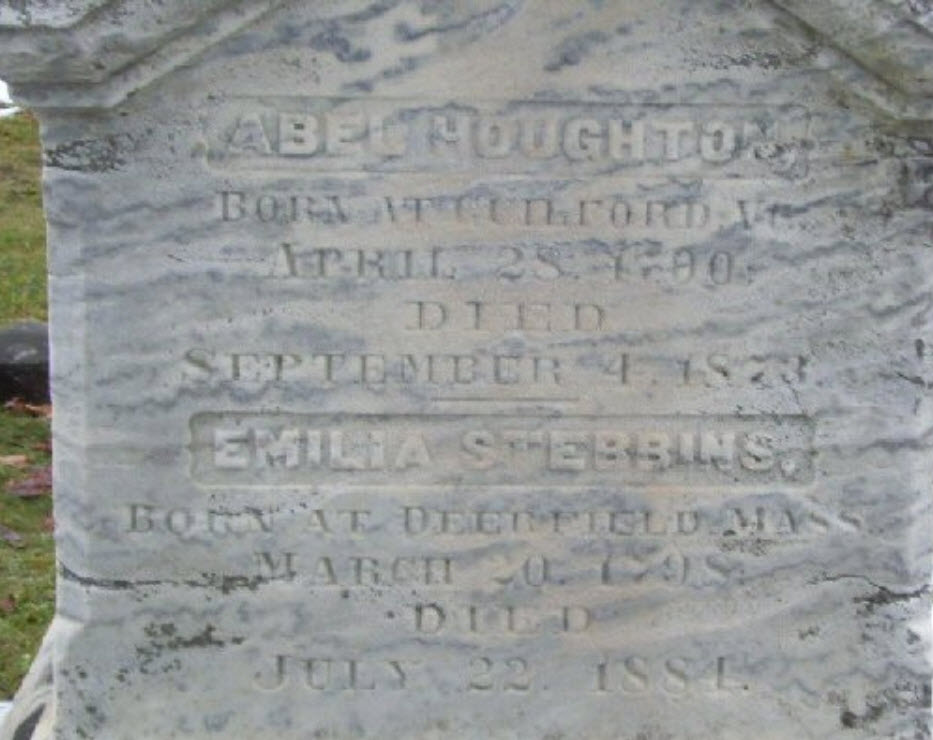 ABEL HOUGHTON.
BORN AT GUILFORD VT.
APRIL 28. 1790.
DIED
SEPTEMBER 4. 1873.
EMILIA STEBBINS.
BORN AT DEERFIELD MASS.
MARCH 20. 1798.
DIED
JULY 22. 1884.